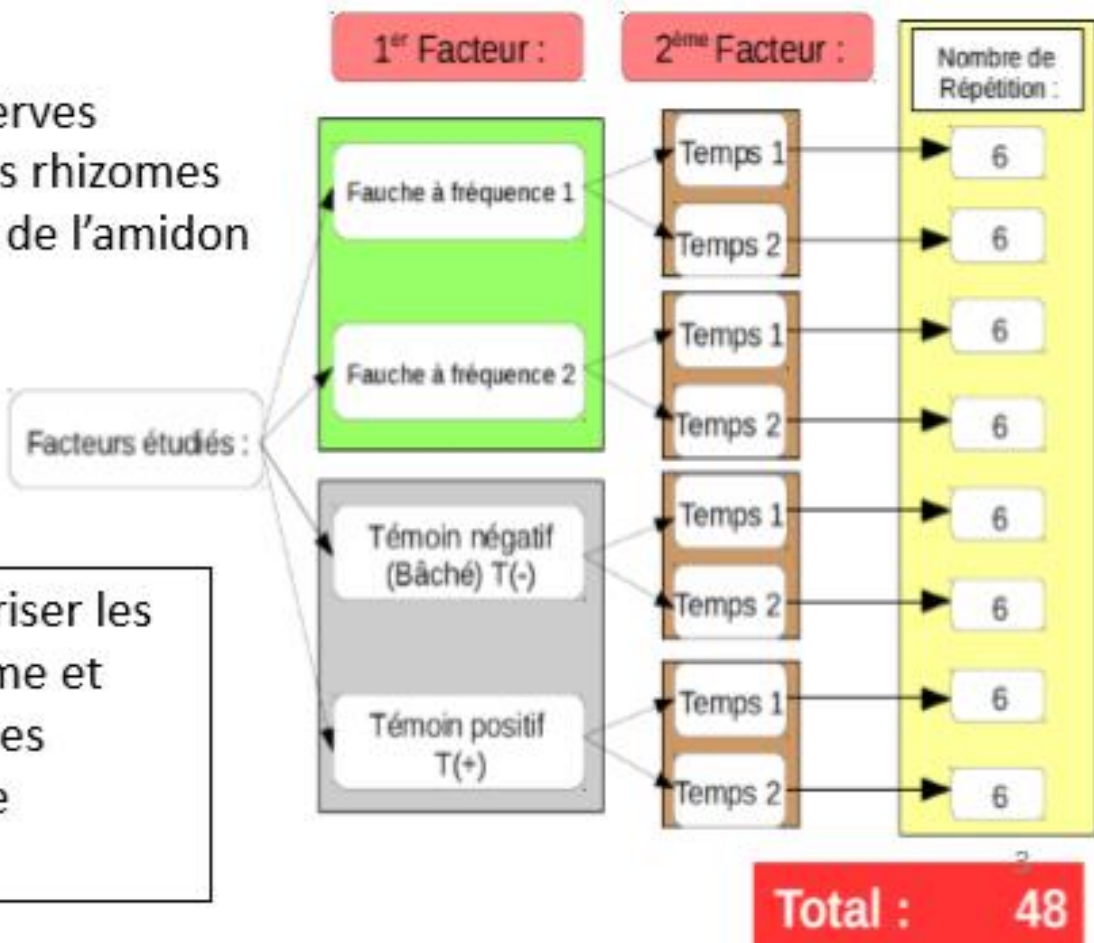 1er Facteur :
2ème Facteur :
Nombre de
Répétition :
erves
s rhizomes
de l'amidon
Facteurs étudiés :
Fauche à fréquence 1
Temps 1
6
Temps 2
6
Fauche à fréquence 2
Temps 1
6
Temps 2
6
Témoin négatif
(Bâché) T(-)
Temps 1
6
Temps 2
6
Témoin positif
T(+)
Temps 1
6
Temps 2
6
riser les
me et
es
e
3
Total : 48